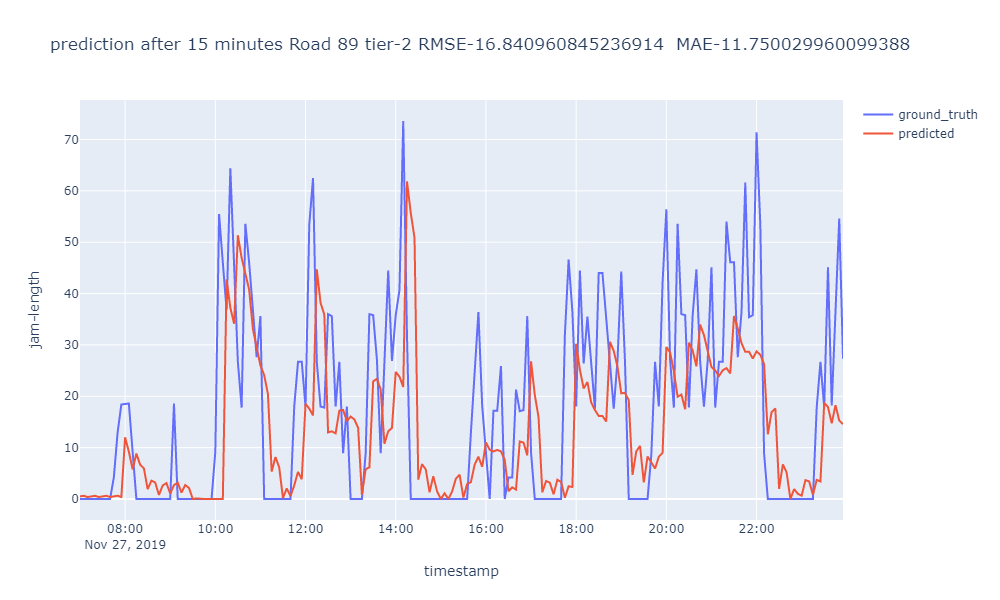 prediction after 15 minutes Road 89 tier-2 RMSE-16.840960845236914  MAE-11.750029960099388
ground_truth
predicted
70
60
50
40
30
20
10
0
jam-length
08:00 10:00 12:00 14:00 16:00 18:00 20:00 22:00
Nov 27, 2019
timestamp